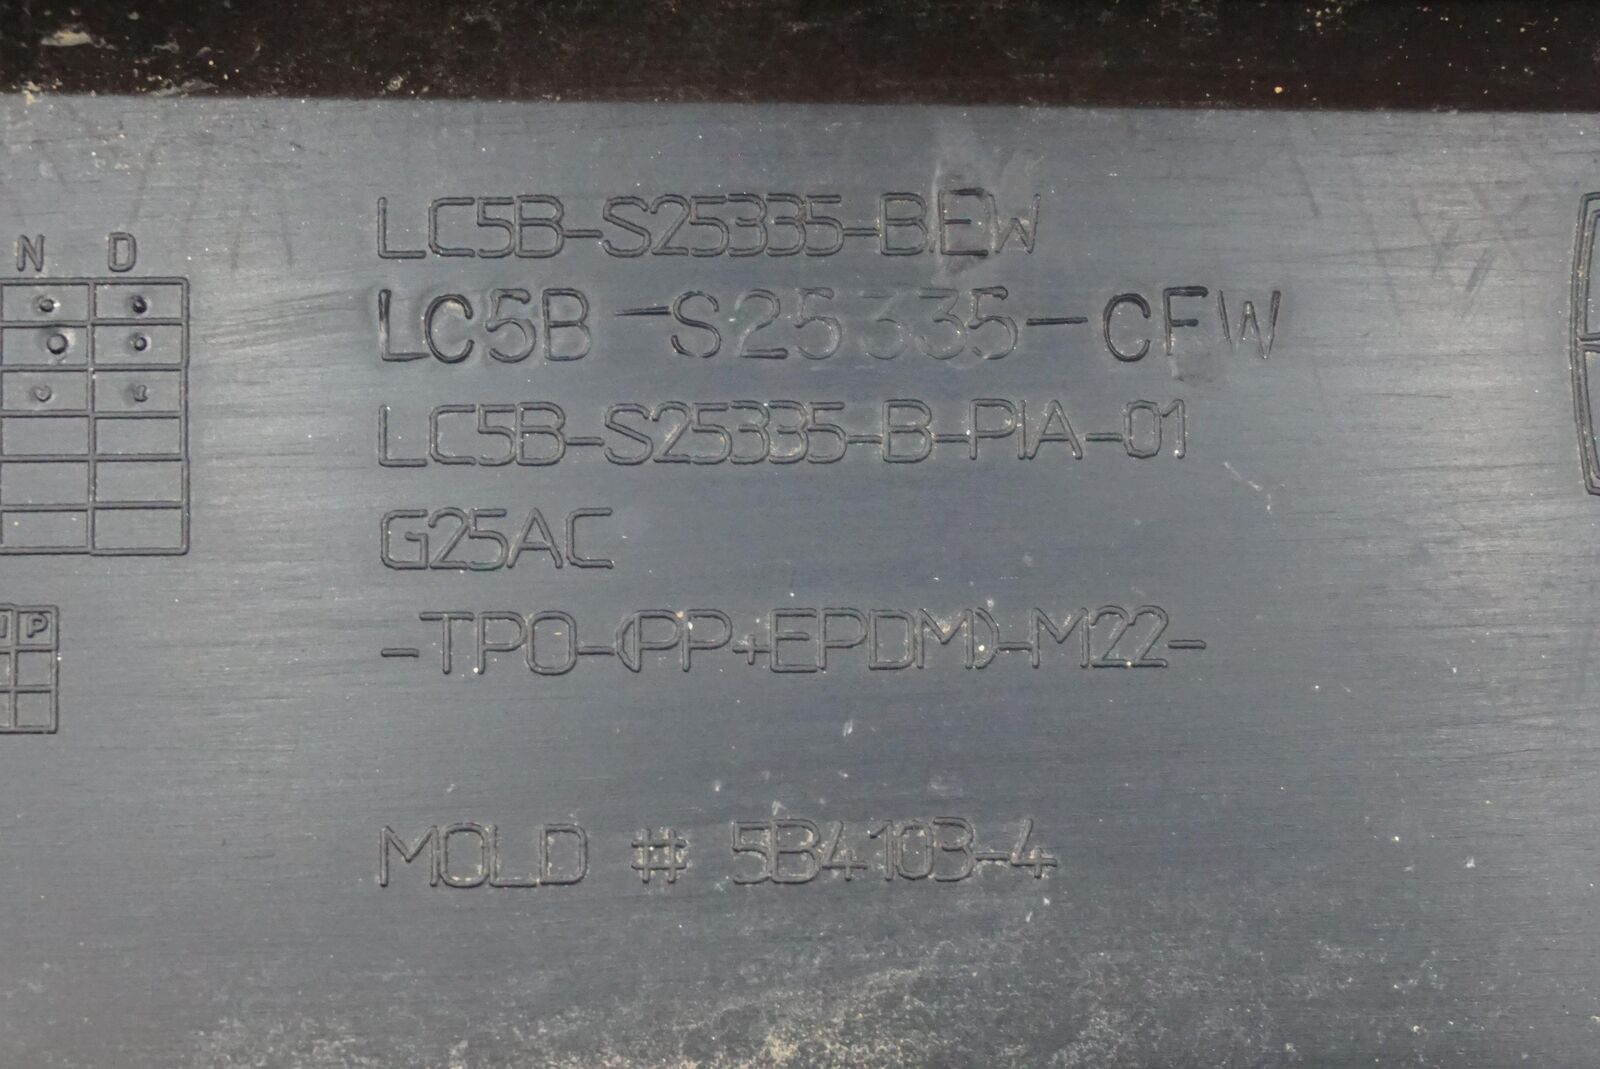 N D
LC5B-S25335-BEW
LC5B-S25335-CFW
LC5B-S25335-B-PIA-01
G25AC
P
-TPO-(PP+EPDM)-M22-
MOLD # 5B4103-4